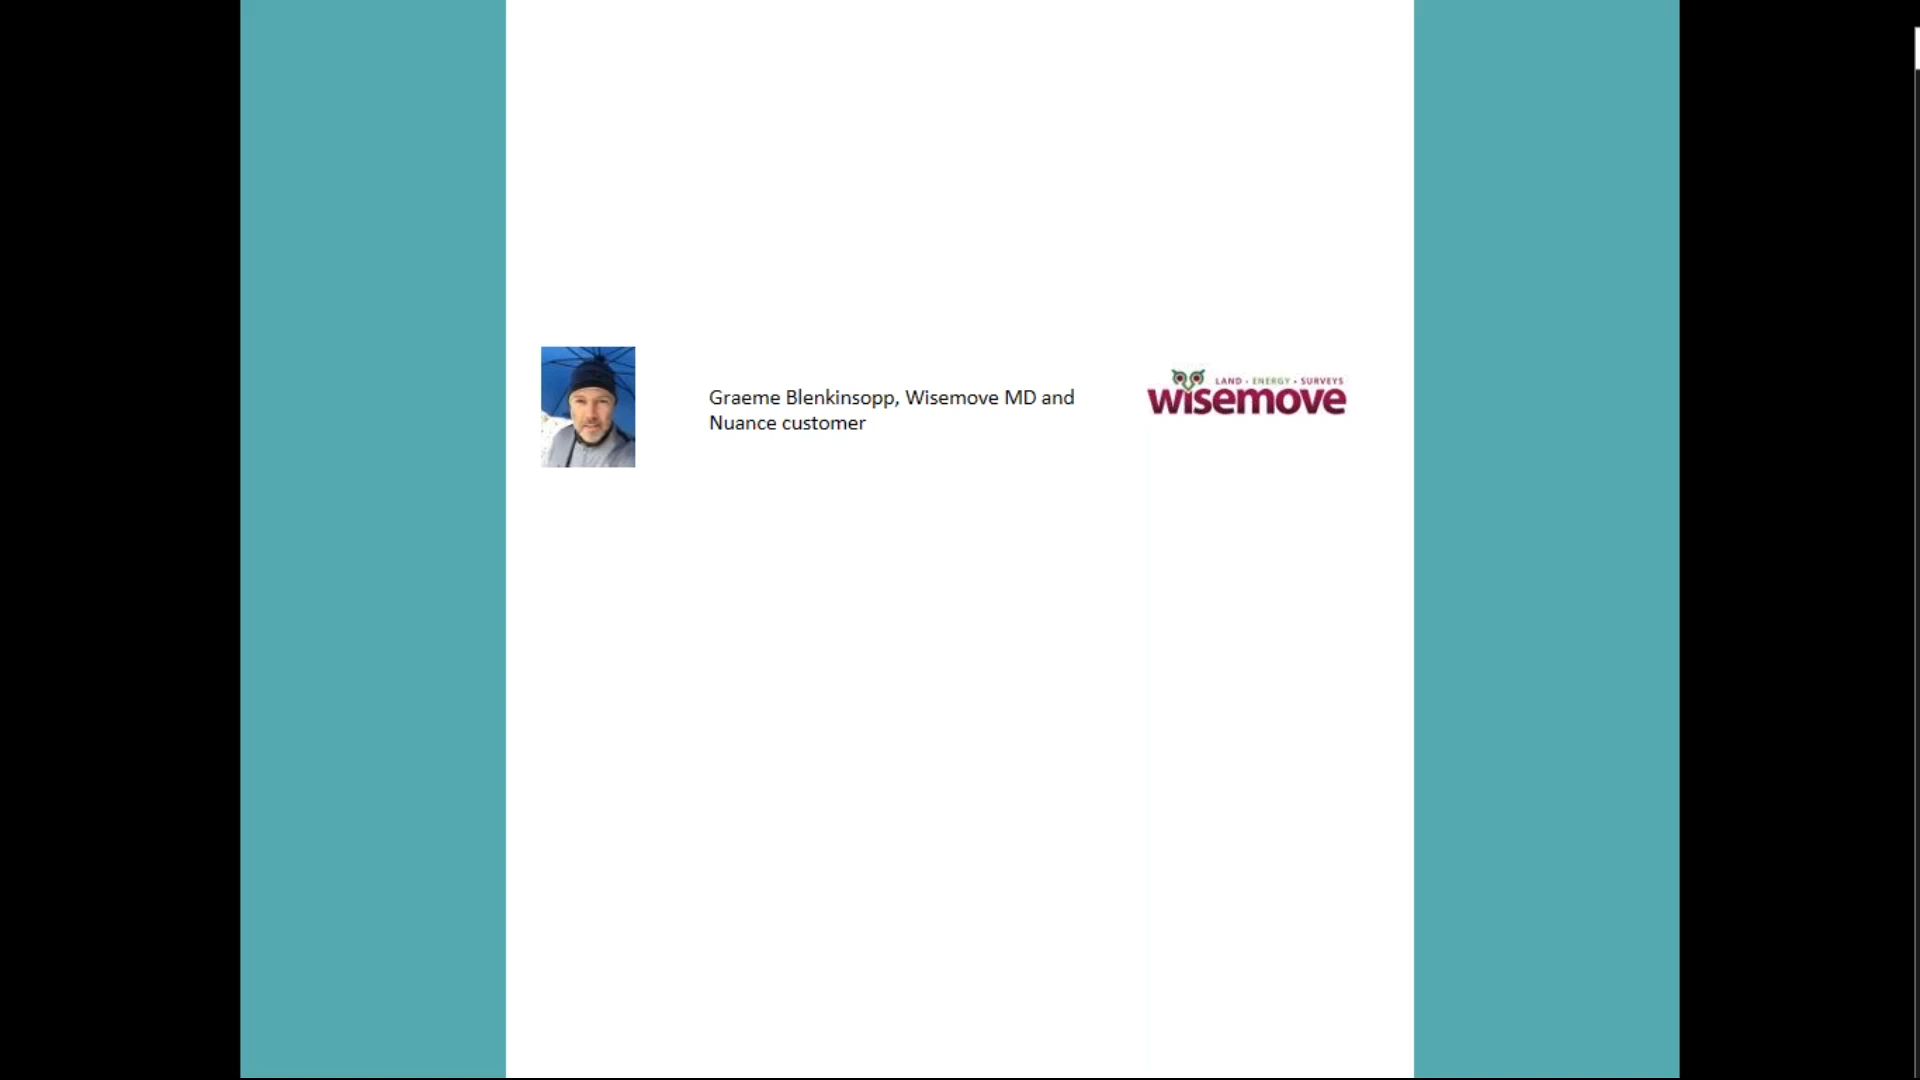 Graeme Blenkinsopp, Wisemove MD and
Nuance customer
LAND • ENERGY • SURVEYS
wisemove